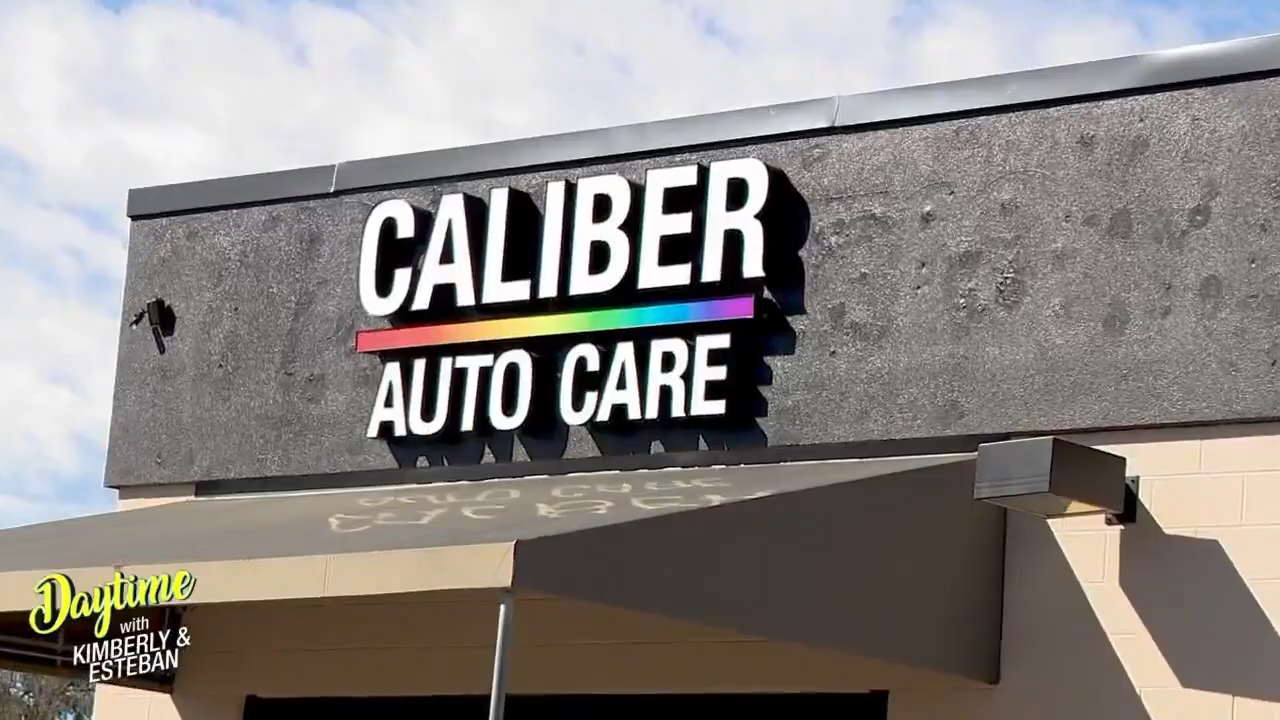 CALIBER
AUTO CARE
Daytime
with
KIMBERLY &
ESTEBAN